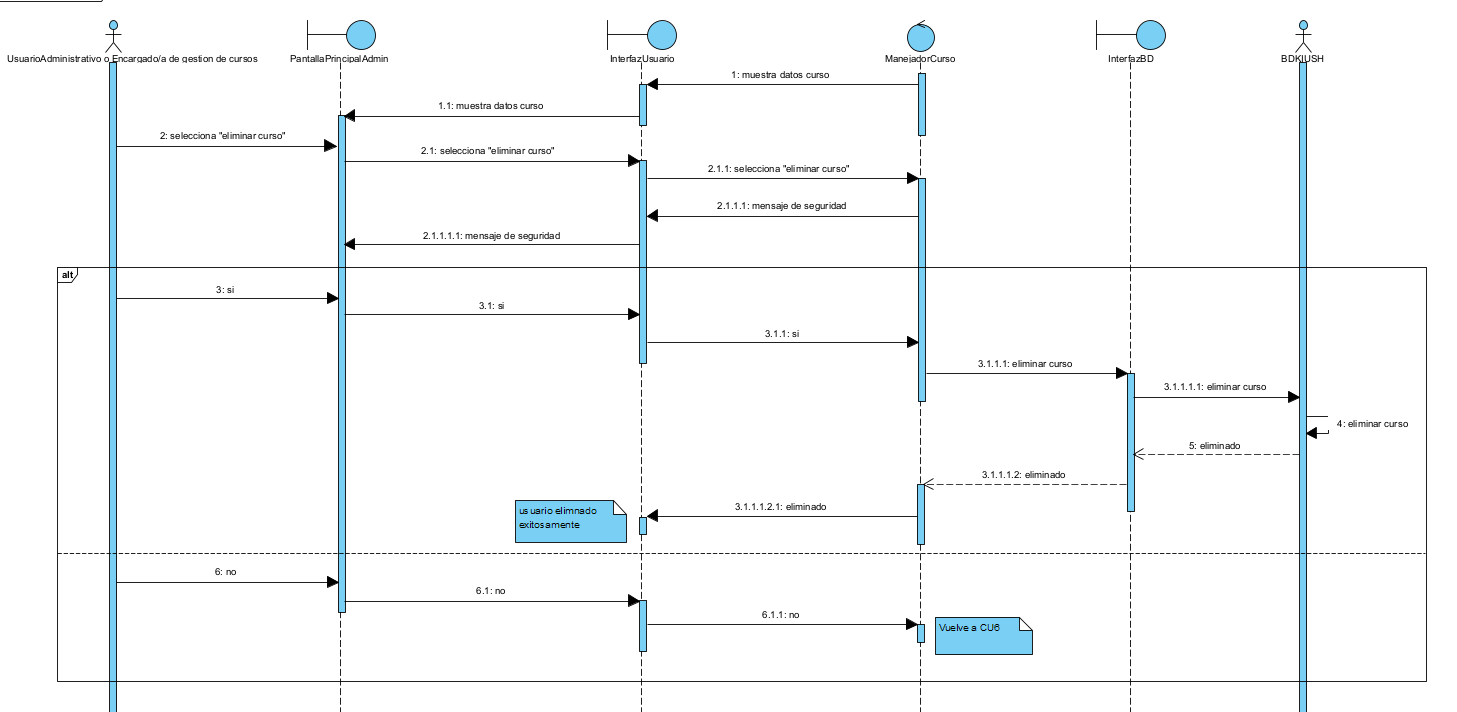 UsuarioAdministrativo o Encargado/a de gestion de cursos
PantallaPrincipalAdmin
InterfazUsuario
ManejadorCurso
InterfazBD
BDKIUSH
1: muestra datos curso
1.1: muestra datos curso
2: selecciona "eliminar curso"
2.1: selecciona "eliminar curso"
2.1.1: selecciona "eliminar curso"
2.1.1.1: mensaje de seguridad
2.1.1.1.1: mensaje de seguridad
alt
3: si
3.1: si
3.1.1: si
3.1.1.1: eliminar curso
3.1.1.1.1: eliminar curso
4: eliminar curso
5: eliminado
3.1.1.1.2: eliminado
3.1.1.1.2.1: eliminado
usuario elimnado
exitosamente
6: no
6.1: no
6.1.1: no
Vuelve a CU6